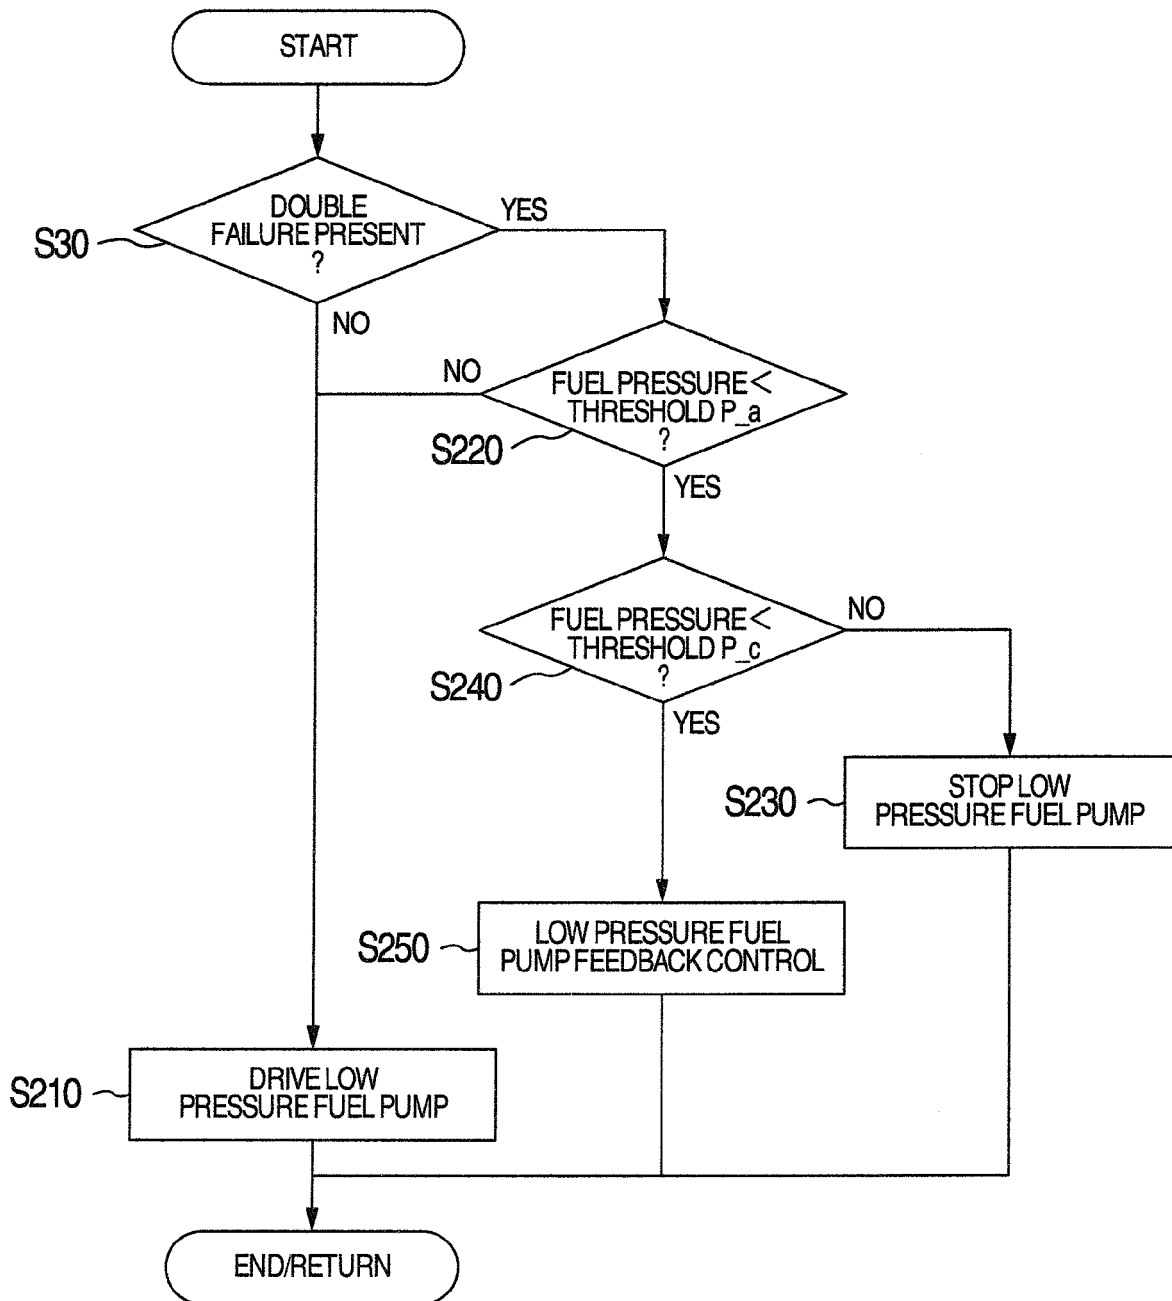 START
DOUBLE
FAILURE PRESENT
?
S30
YES
NO
NO
FUEL PRESSURE <
THRESHOLD P_a
?
S220
YES
FUEL PRESSURE <
THRESHOLD P_c
?
NO
S240
YES
S230
STOP LOW
PRESSURE FUEL PUMP
S250
LOW PRESSURE FUEL
PUMP FEEDBACK CONTROL
S210
DRIVE LOW
PRESSURE FUEL PUMP
END/RETURN